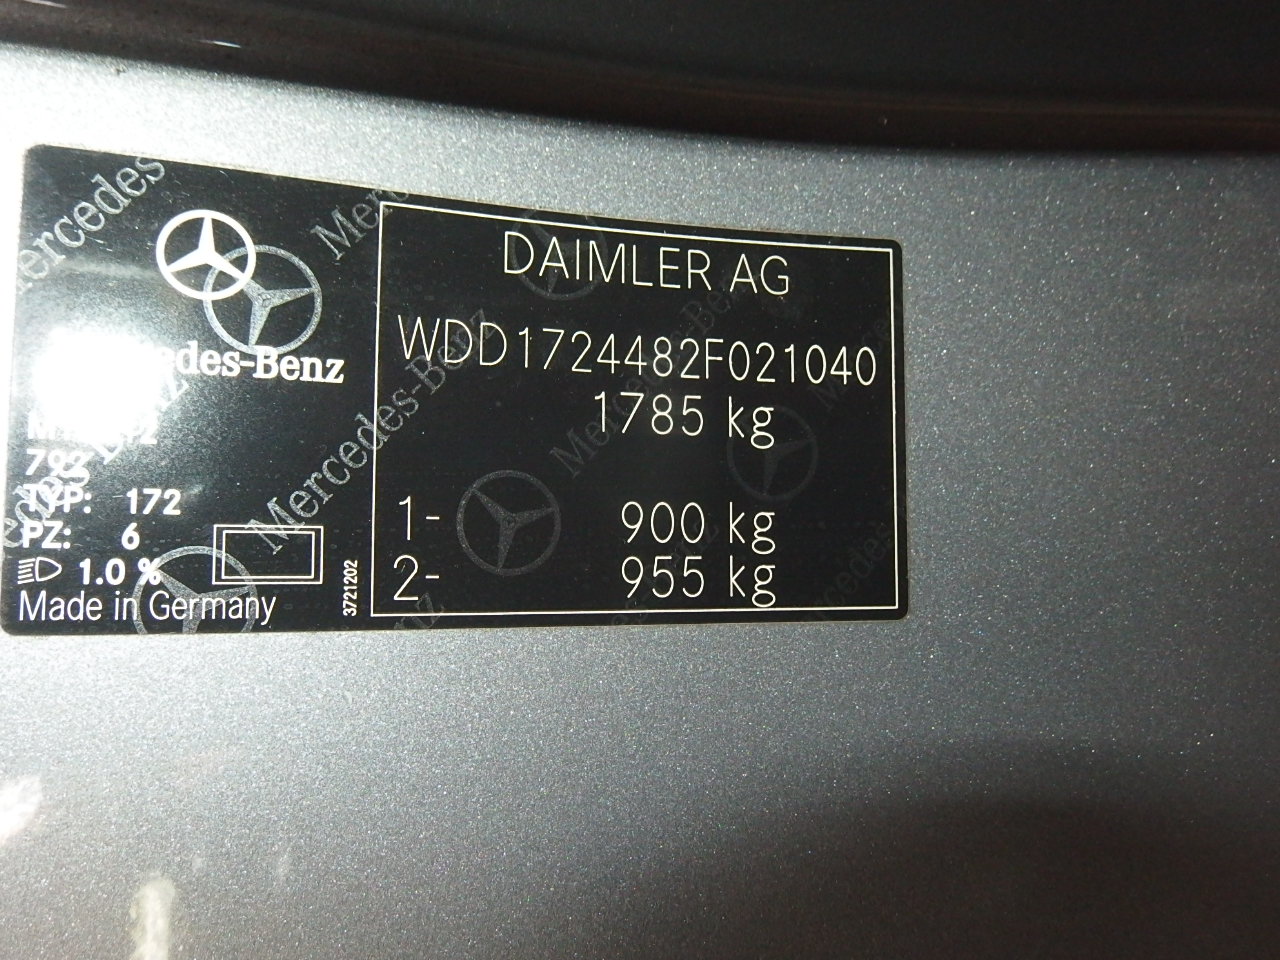 Mercedes-Benz
792
TYP: 172
PZ: 6
1.0 %
Made in Germany
3721202
DAIMLER AG
WDD1724482F021040
1785 kg
1- 900 kg
2- 955 kg